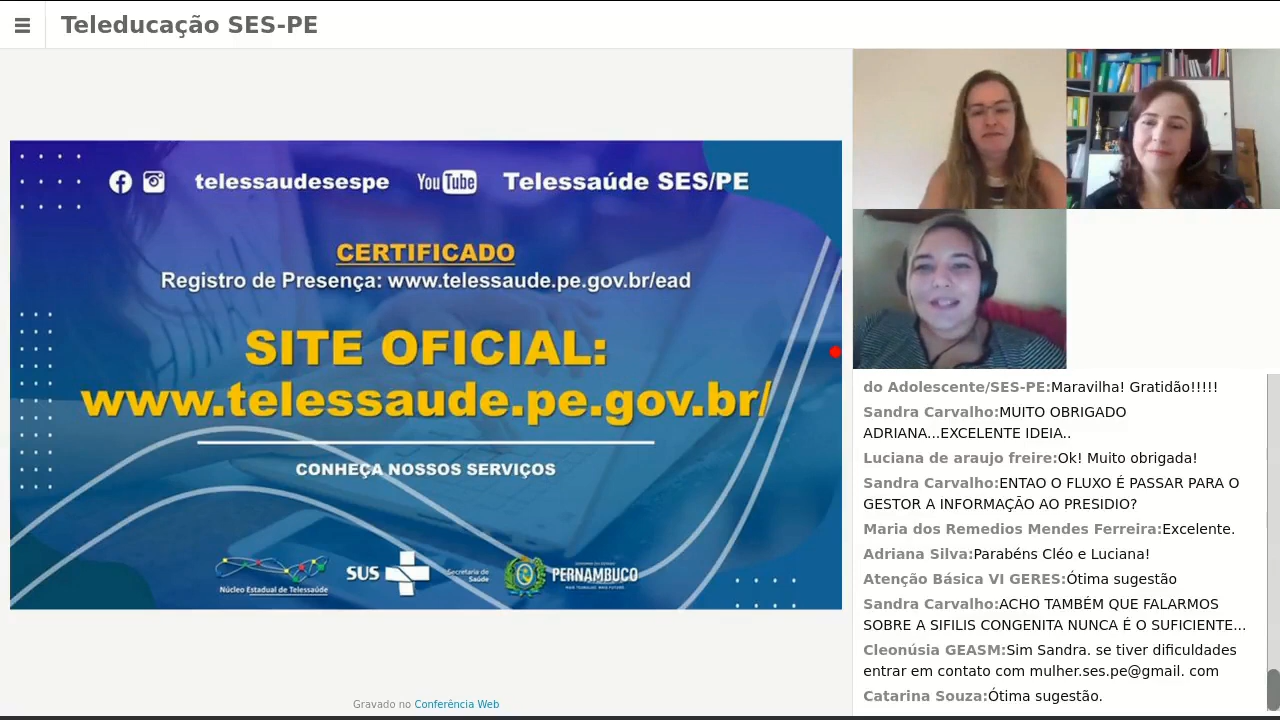 Teleducação SES-PE
telessaudesespe YouTube Telessaúde SES/PE
CERTIFICADO
Registro de Presença: www.telessaude.pe.gov.br/ead
SITE OFICIAL:
www.telessaude.pe.gov.br/
CONHEÇA NOSSOS SERVIÇOS
Núcleo Estadual de Telessaúde
SUS
Secretaria de
Saúde
PERNAMBUCO
Gravado no Conferência Web
do Adolescente/SES-PE:Maravilha! Gratidão!!!!!
Sandra Carvalho:MUITO OBRIGADO
ADRIANA...EXCELENTE IDEIA..
Luciana de araujo freire:Ok! Muito obrigada!
Sandra Carvalho:ENTAO O FLUXO É PASSAR PARA O
GESTOR A INFORMAÇÃO AO PRESIDIO?
Maria dos Remedios Mendes Ferreira:Excelente.
Adriana Silva:Parabéns Cléo e Luciana!
Atenção Básica VI GERES:Ótima sugestão
Sandra Carvalho:ACHO TAMBÉM QUE FALARMOS
SOBRE A SIFILIS CONGENITA NUNCA É O SUFICIENTE...
Cleonúsia GEASM:Sim Sandra. se tiver dificuldades
entrar em contato com mulher.ses.pe@gmail. com
Catarina Souza:Ótima sugestão.